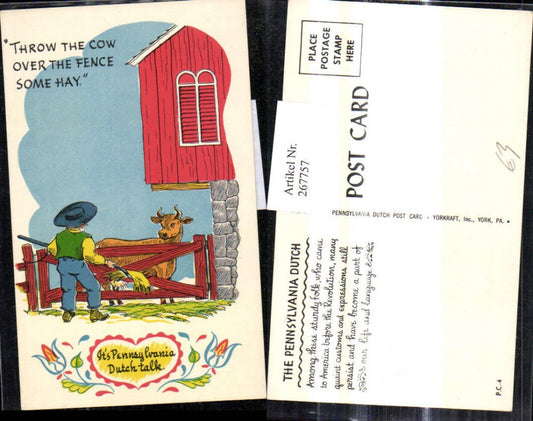 "THROW THE COW
OVER THE FENCE
SOME HAY."
It's Pennsylvania
Dutch talk.
PLACE
POSTAGE
STAMP
HERE
POST CARD
Artikel Nr.
267757
63
PENNSYLVANIA DUTCH POST CARD - YORKRAFT, Inc., YORK, PA.
THE PENNSYLVANIA DUTCH
Among these sturdy folk, who came
to America before the Revolution, many
quaint customs and expressions still
persist and have become a part of
our life and language
P.C.-4